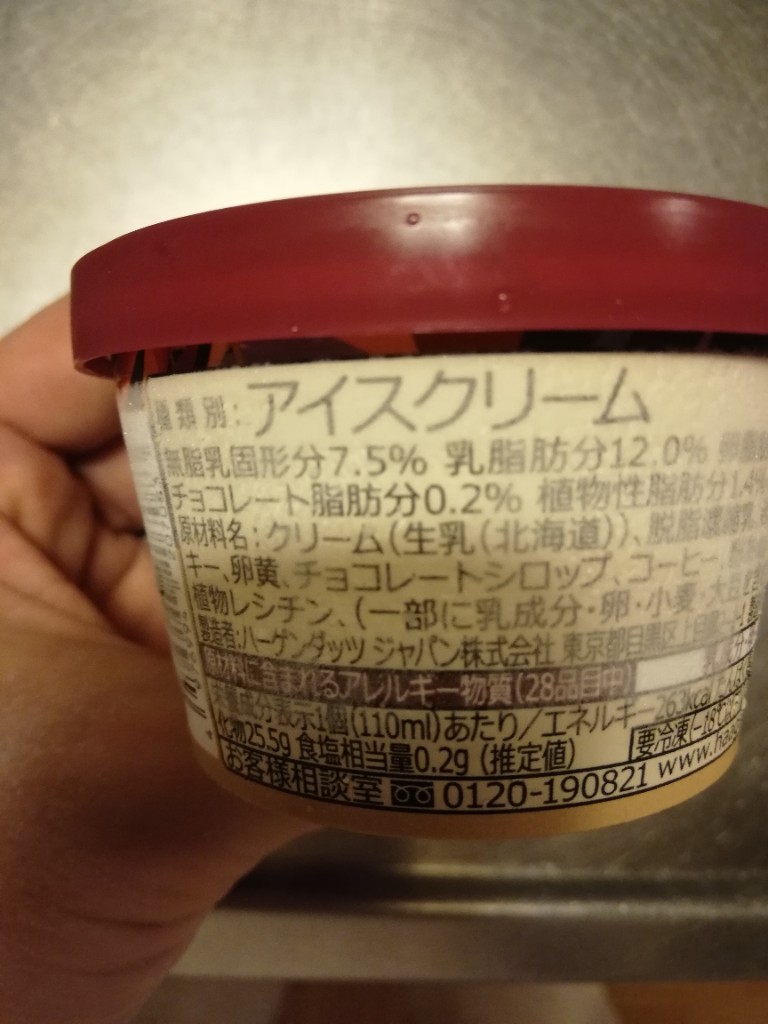 種類別:アイスクリーム
無脂乳固形分7.5% 乳脂肪分12.0%
チョコレート脂肪分0.2% 植物性脂肪分1.4%
原材料名:クリーム(生乳(北海道))、脱脂濃縮乳、
キー、卵黄、チョコレートシロップ、コーヒー、
植物レシチン、(一部に乳成分・卵・小麦・大豆
製造者:ハーゲンダッツ ジャパン株式会社 東京都目黒区上目黒
原材料に含まれるアレルギー物質(28品目中)
栄養成分表示1個(110ml)あたり/エネルギー263kcal
化物25.5g 食塩相当量0.2g (推定値)
要冷凍(-18℃
お客様相談室 0120-190821 www.ha